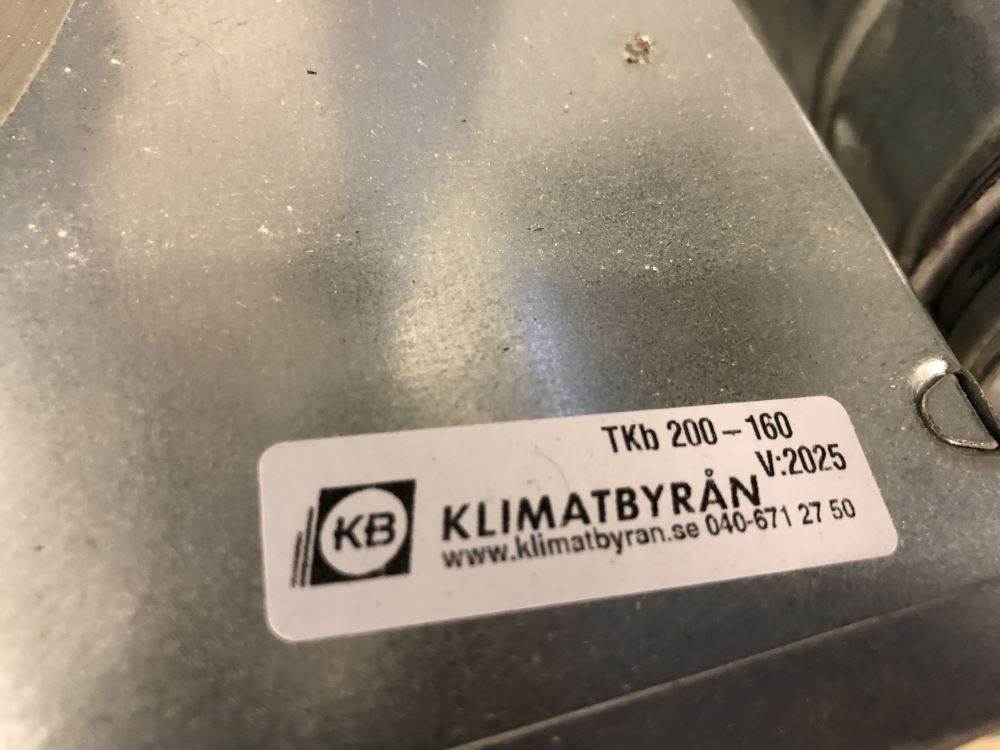 TKb 200-160
V:2025
KB
KLIMATBYRÅN
www.klimatbyran.se 040-671 27 50